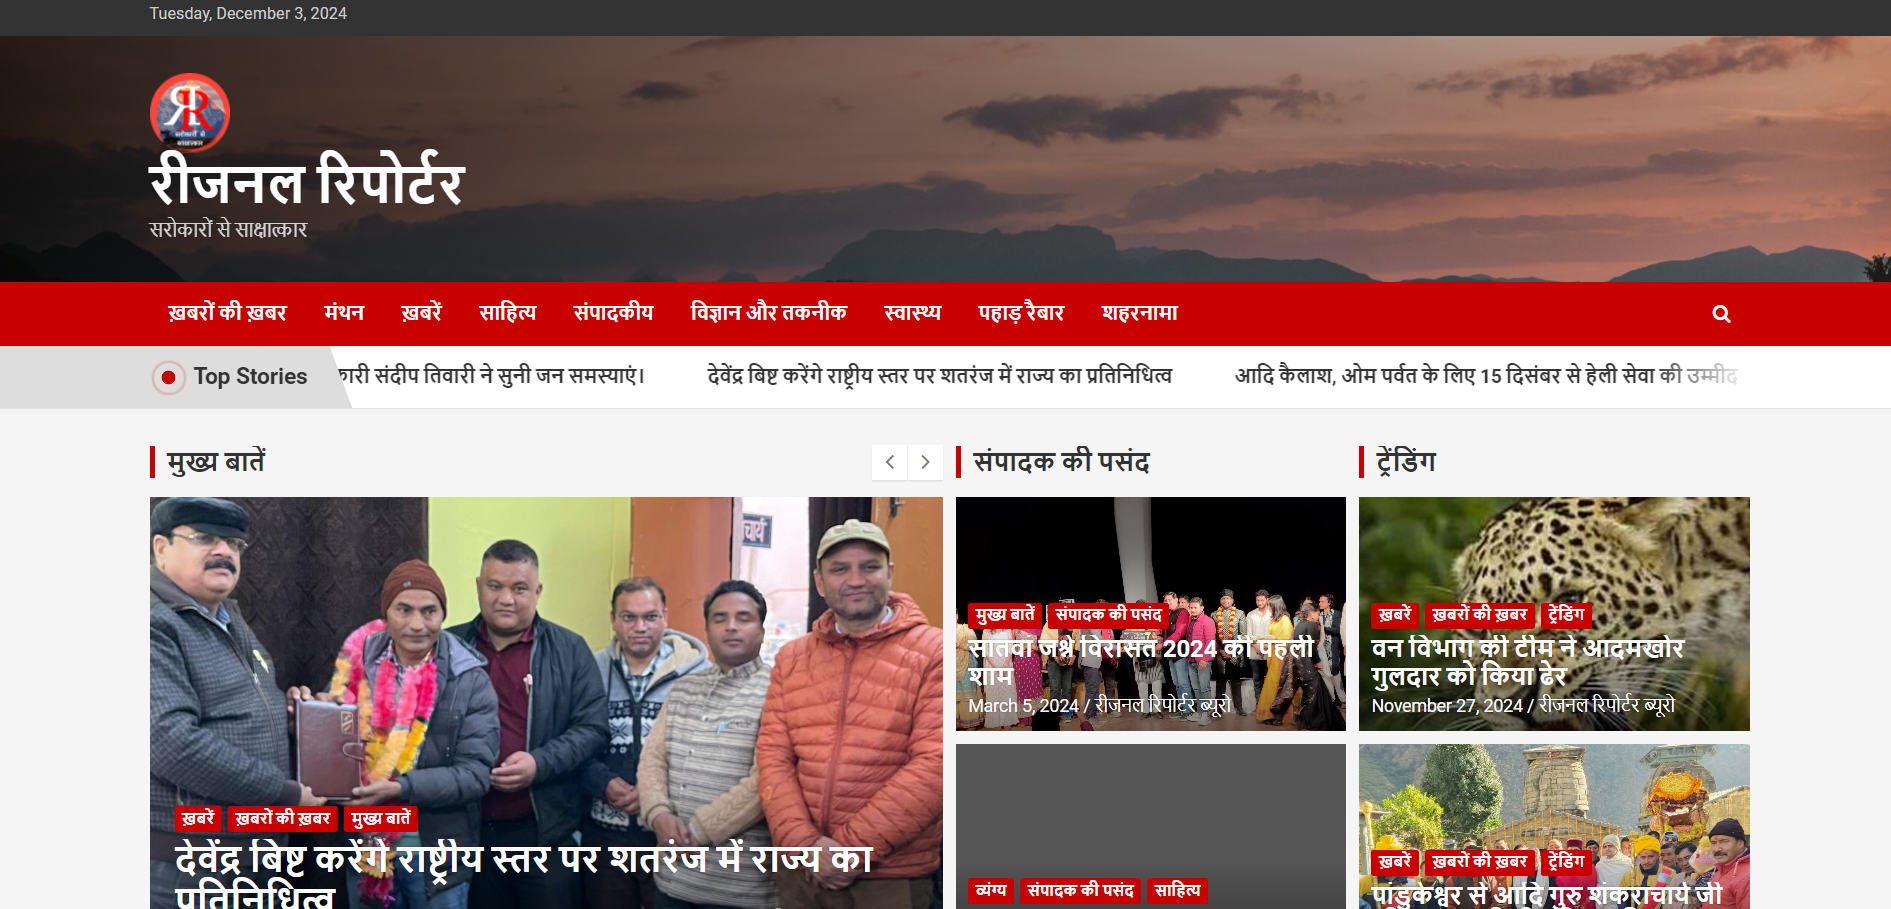 Tuesday, December 3, 2024
RR
सरोकारों से
साक्षात्कार
रीजनल रिपोर्टर
सरोकारों से साक्षात्कार
ख़बरों की ख़बर मंथन ख़बरें साहित्य संपादकीय विज्ञान और तकनीक स्वास्थ्य पहाड़ रैबार शहरनामा
Top Stories कारी संदीप तिवारी ने सुनी जन समस्याएं। देवेंद्र बिष्ट करेंगे राष्ट्रीय स्तर पर शतरंज में राज्य का प्रतिनिधित्व आदि कैलाश, ओम पर्वत के लिए 15 दिसंबर से हेली सेवा की उम्मीद
मुख्य बातें
चार्य
ख़बरें ख़बरों की ख़बर मुख्य बातें
देवेंद्र बिष्ट करेंगे राष्ट्रीय स्तर पर शतरंज में राज्य का
प्रतिनिधित्व
संपादक की पसंद
मुख्य बातें संपादक की पसंद
सातवां जश्ने विरासत 2024 की पहली
शाम
March 5, 2024 / रीजनल रिपोर्टर ब्यूरो
व्यंग्य संपादक की पसंद साहित्य
ट्रेंडिंग
ख़बरें ख़बरों की ख़बर ट्रेंडिंग
वन विभाग की टीम ने आदमखोर
गुलदार को किया ढेर
November 27, 2024 / रीजनल रिपोर्टर ब्यूरो
ख़बरें ख़बरों की ख़बर ट्रेंडिंग
पांडुकेश्वर से आदि गुरु शंकराचार्य जी